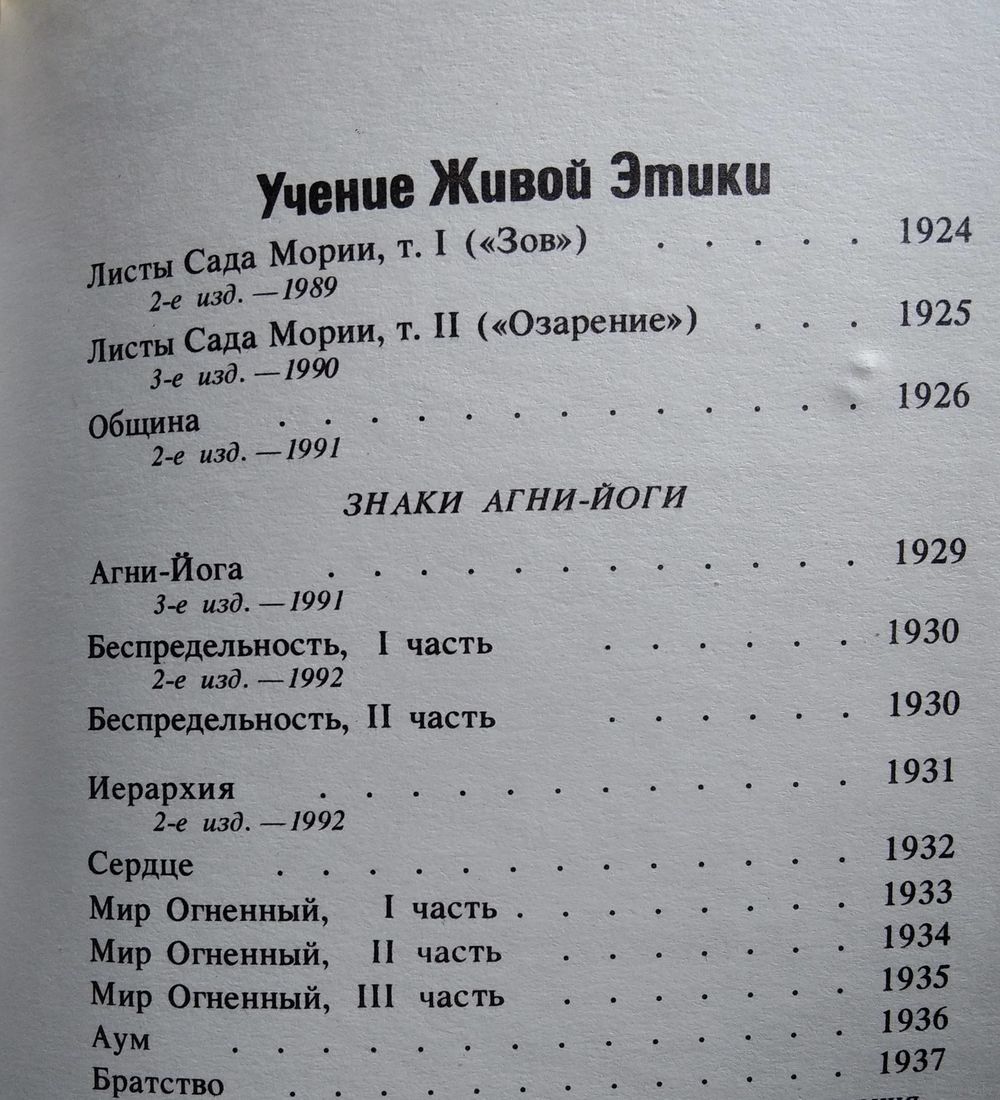 Учение Живой Этики
Листы Сада Мории, т. I («Зов») . . . . . 1924
2-е изд. — 1989
Листы Сада Мории, т. II («Озарение») . . . 1925
3-е изд. — 1990
Община . . . . . . . . . . . . . 1926
2-е изд. — 1991
ЗНАКИ АГНИ-ЙОГИ
Агни-Йога . . . . . . . . . . . . 1929
3-е изд. — 1991
Беспредельность, I часть . . . . . . 1930
2-е изд. — 1992
Беспредельность, II часть . . . . . . 1930
Иерархия . . . . . . . . . . . . 1931
2-е изд. — 1992
Сердце . . . . . . . . . . . . . 1932
Мир Огненный, I часть . . . . . . . . 1933
Мир Огненный, II часть . . . . . . . 1934
Мир Огненный, III часть . . . . . . . 1935
Аум . . . . . . . . . . . . . . 1936
Братство . . . . . . . . . . . . 1937